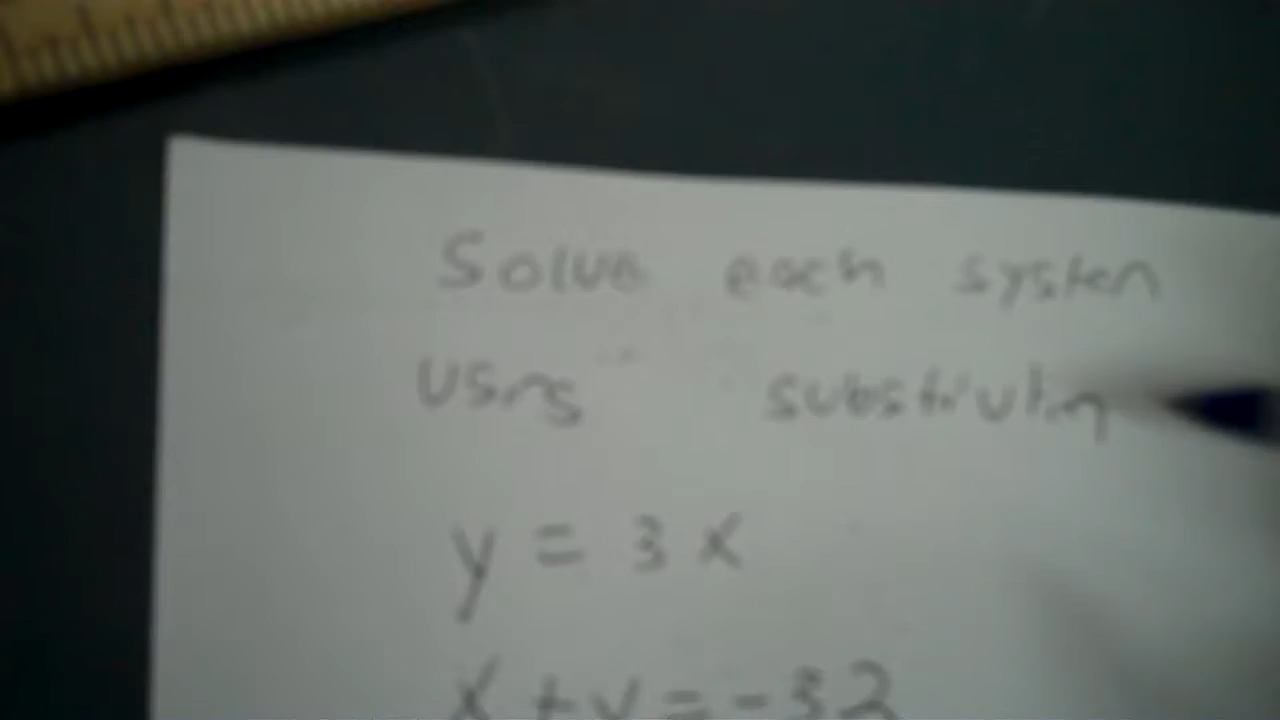 Solve each system
using substitution
y = 3x
x + y = -32